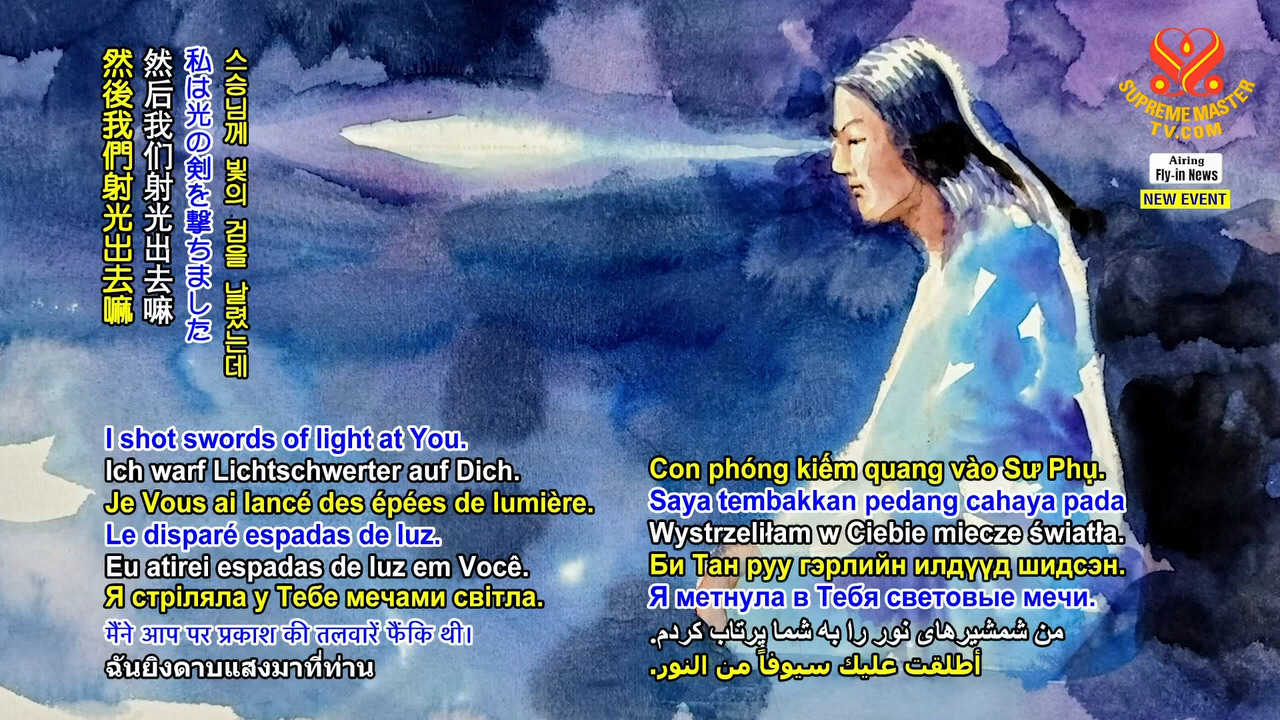 然後我們射光出去嘛
然后我们射光出去嘛
私は光の剣を撃ちました
스승님께 빛의 검을 날렸는데
SUPREME MASTER
TV.COM
Airing
Fly-in News
NEW EVENT
I shot swords of light at You.
Ich warf Lichtschwerter auf Dich.
Je Vous ai lancé des épées de lumière.
Le disparé espadas de luz.
Eu atirei espadas de luz em Você.
Я стріляла у Тебе мечами світла.
मैंने आप पर प्रकाश की तलवारें फैंकि थी।
ฉันยิงดาบแสงมาที่ท่าน
Con phóng kiếm quang vào Sư Phụ.
Saya tembakkan pedang cahaya pada
Wystrzeliłam w Ciebie miecze światła.
Би Тан руу гэрлийн илдүүд шидсэн.
Я метнула в Тебя световые мечи.
من شمشیرهای نور را به شما پرتاب کردم.
أطلقت عليك سيوفاً من النور.